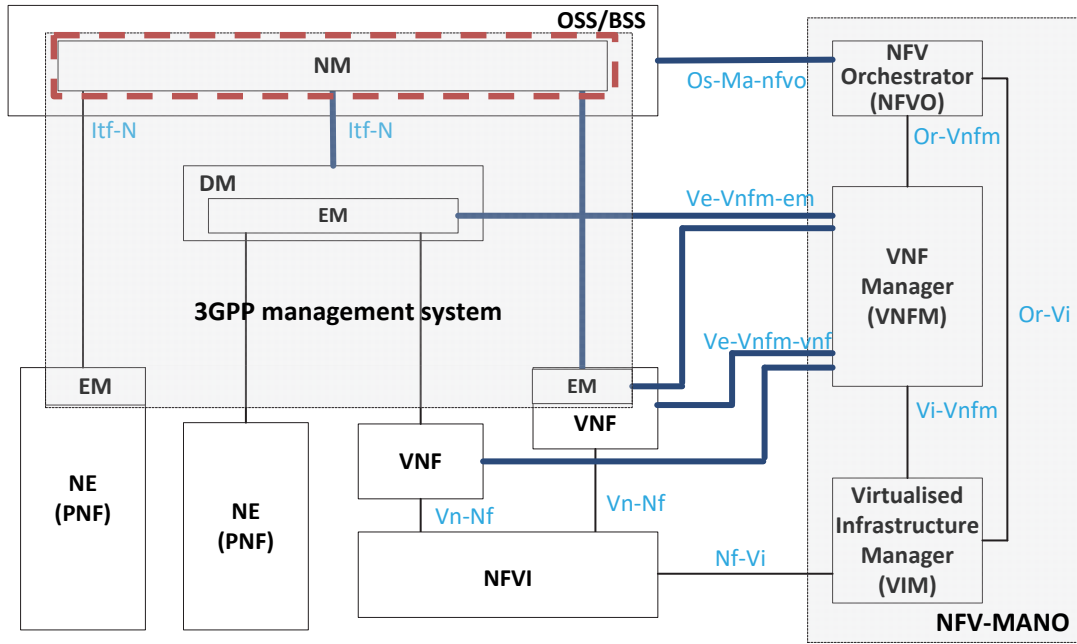 OSS/BSS
NM
Itf-N
Itf-N
DM
EM
3GPP management system
EM
NE
(PNF)
NE
(PNF)
VNF
EM
VNF
Vn-Nf
Vn-Nf
NFVI
Os-Ma-nfvo
Ve-Vnfm-em
Ve-Vnfm-vnf
Nf-Vi
NFV
Orchestrator
(NFVO)
Or-Vnfm
VNF
Manager
(VNFM)
Or-Vi
Vi-Vnfm
Virtualised
Infrastructure
Manager
(VIM)
NFV-MANO